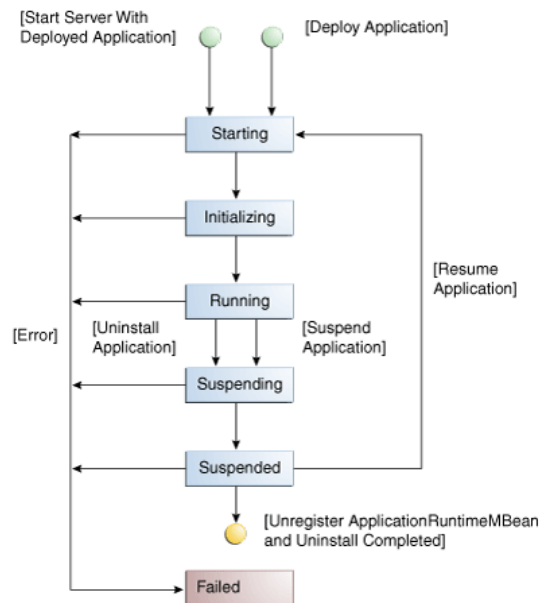 [Start Server With
Deployed Application]
[Deploy Application]
Starting
Initializing
[Resume
Application]
Running
[Error]
[Uninstall
Application]
[Suspend
Application]
Suspending
Suspended
[Unregister ApplicationRuntimeMBean
and Uninstall Completed]
Failed